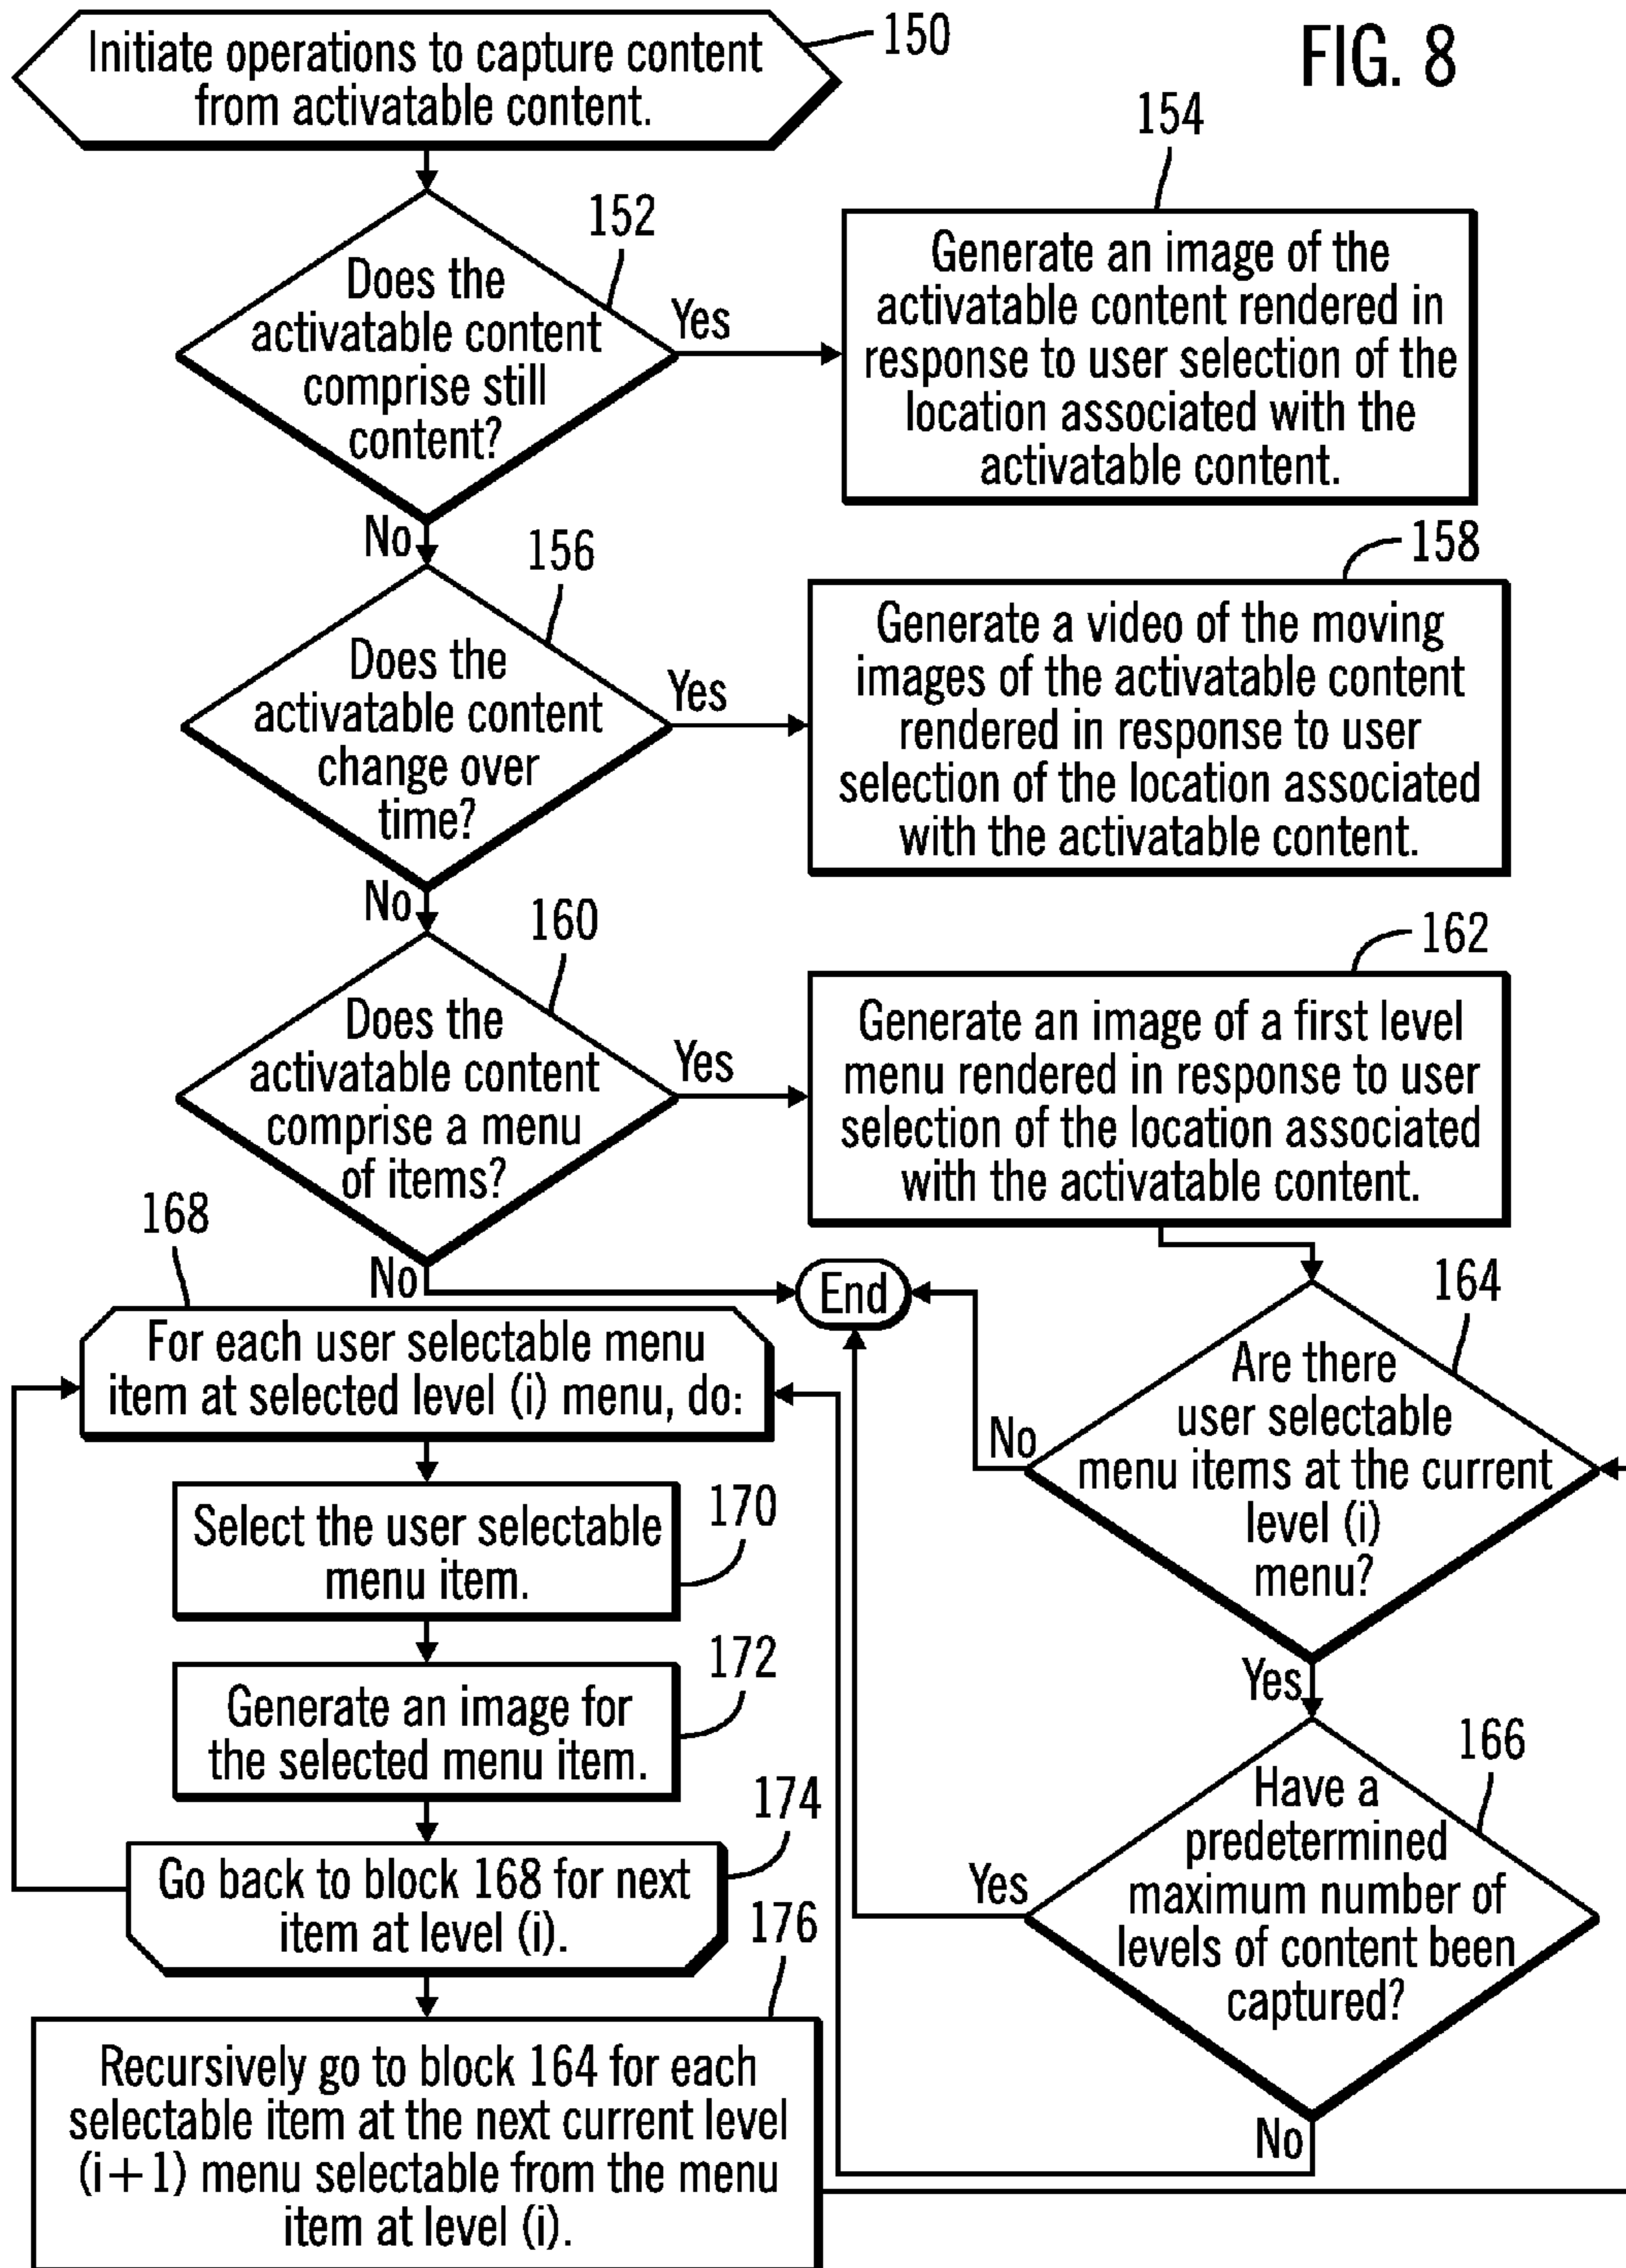 FIG. 8
Initiate operations to capture content
from activatable content.
150
Does the
activatable content
comprise still
content?
152
Yes
No
Generate an image of the
activatable content rendered in
response to user selection of the
location associated with the
activatable content.
154
Does the
activatable content
change over
time?
156
Yes
No
Generate a video of the moving
images of the activatable content
rendered in response to user
selection of the location associated
with the activatable content.
158
Does the
activatable content
comprise a menu
of items?
160
Yes
No
Generate an image of a first level
menu rendered in response to user
selection of the location associated
with the activatable content.
162
End
Are there
user selectable
menu items at the current
level (i)
menu?
164
No
Yes
Have a
predetermined
maximum number of
levels of content been
captured?
166
Yes
No
168
For each user selectable menu
item at selected level (i) menu, do:
Select the user selectable
menu item.
170
Generate an image for
the selected menu item.
172
Go back to block 168 for next
item at level (i).
174
176
Recursively go to block 164 for each
selectable item at the next current level
(i+1) menu selectable from the menu
item at level (i).